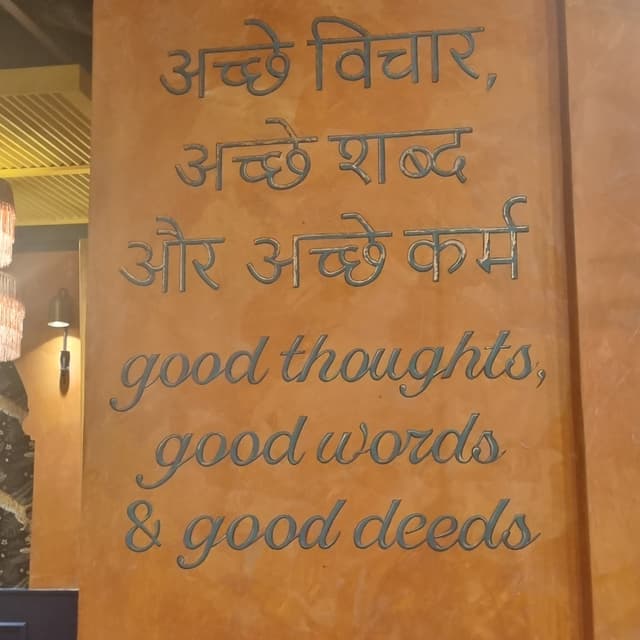 अच्छे विचार,
अच्छे शब्द
और अच्छे कर्म
good thoughts,
good words
& good deeds